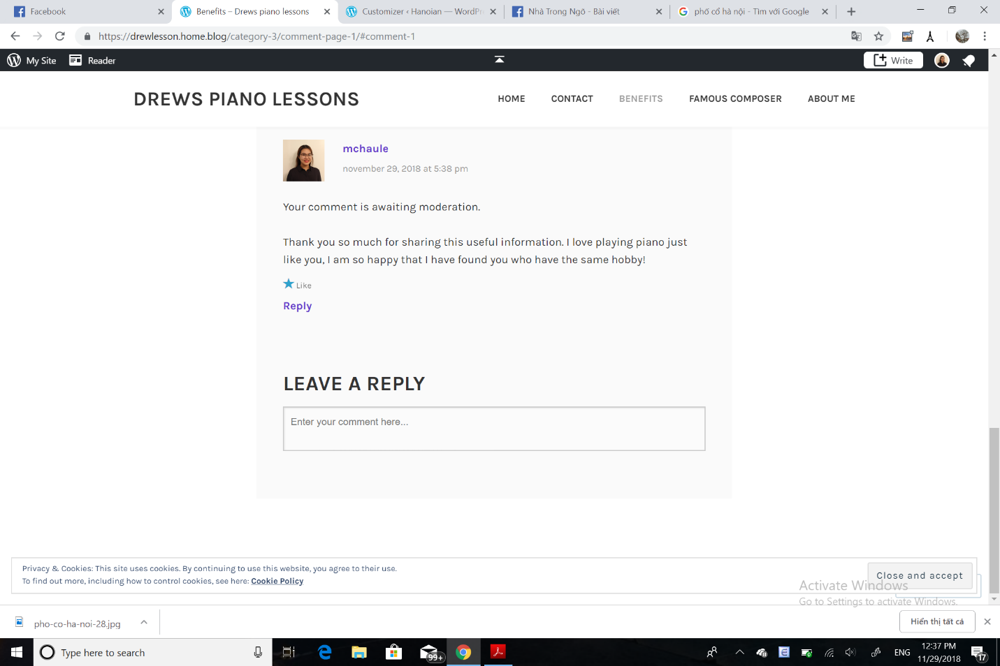 Facebook
Benefits – Drews piano lessons
Customizer ‹ Hanoian — WordPr
Nhà Trong Ngõ - Bài viết
phố cổ hà nội - Tìm với Google
https://drewlesson.home.blog/category-3/comment-page-1/#comment-1
My Site
Reader
Write
DREWS PIANO LESSONS
HOME CONTACT BENEFITS FAMOUS COMPOSER ABOUT ME
mchaule
november 29, 2018 at 5:38 pm
Your comment is awaiting moderation.
Thank you so much for sharing this useful information. I love playing piano just
like you, I am so happy that I have found you who have the same hobby!
Like
Reply
LEAVE A REPLY
Enter your comment here...
Privacy & Cookies: This site uses cookies. By continuing to use this website, you agree to their use.
To find out more, including how to control cookies, see here: Cookie Policy
Close and accept
Activate Windows
Go to Settings to activate Windows.
pho-co-ha-noi-28.jpg
Hiển thị tất cả
Type here to search
99+
ENG
12:37 PM
11/29/2018
17